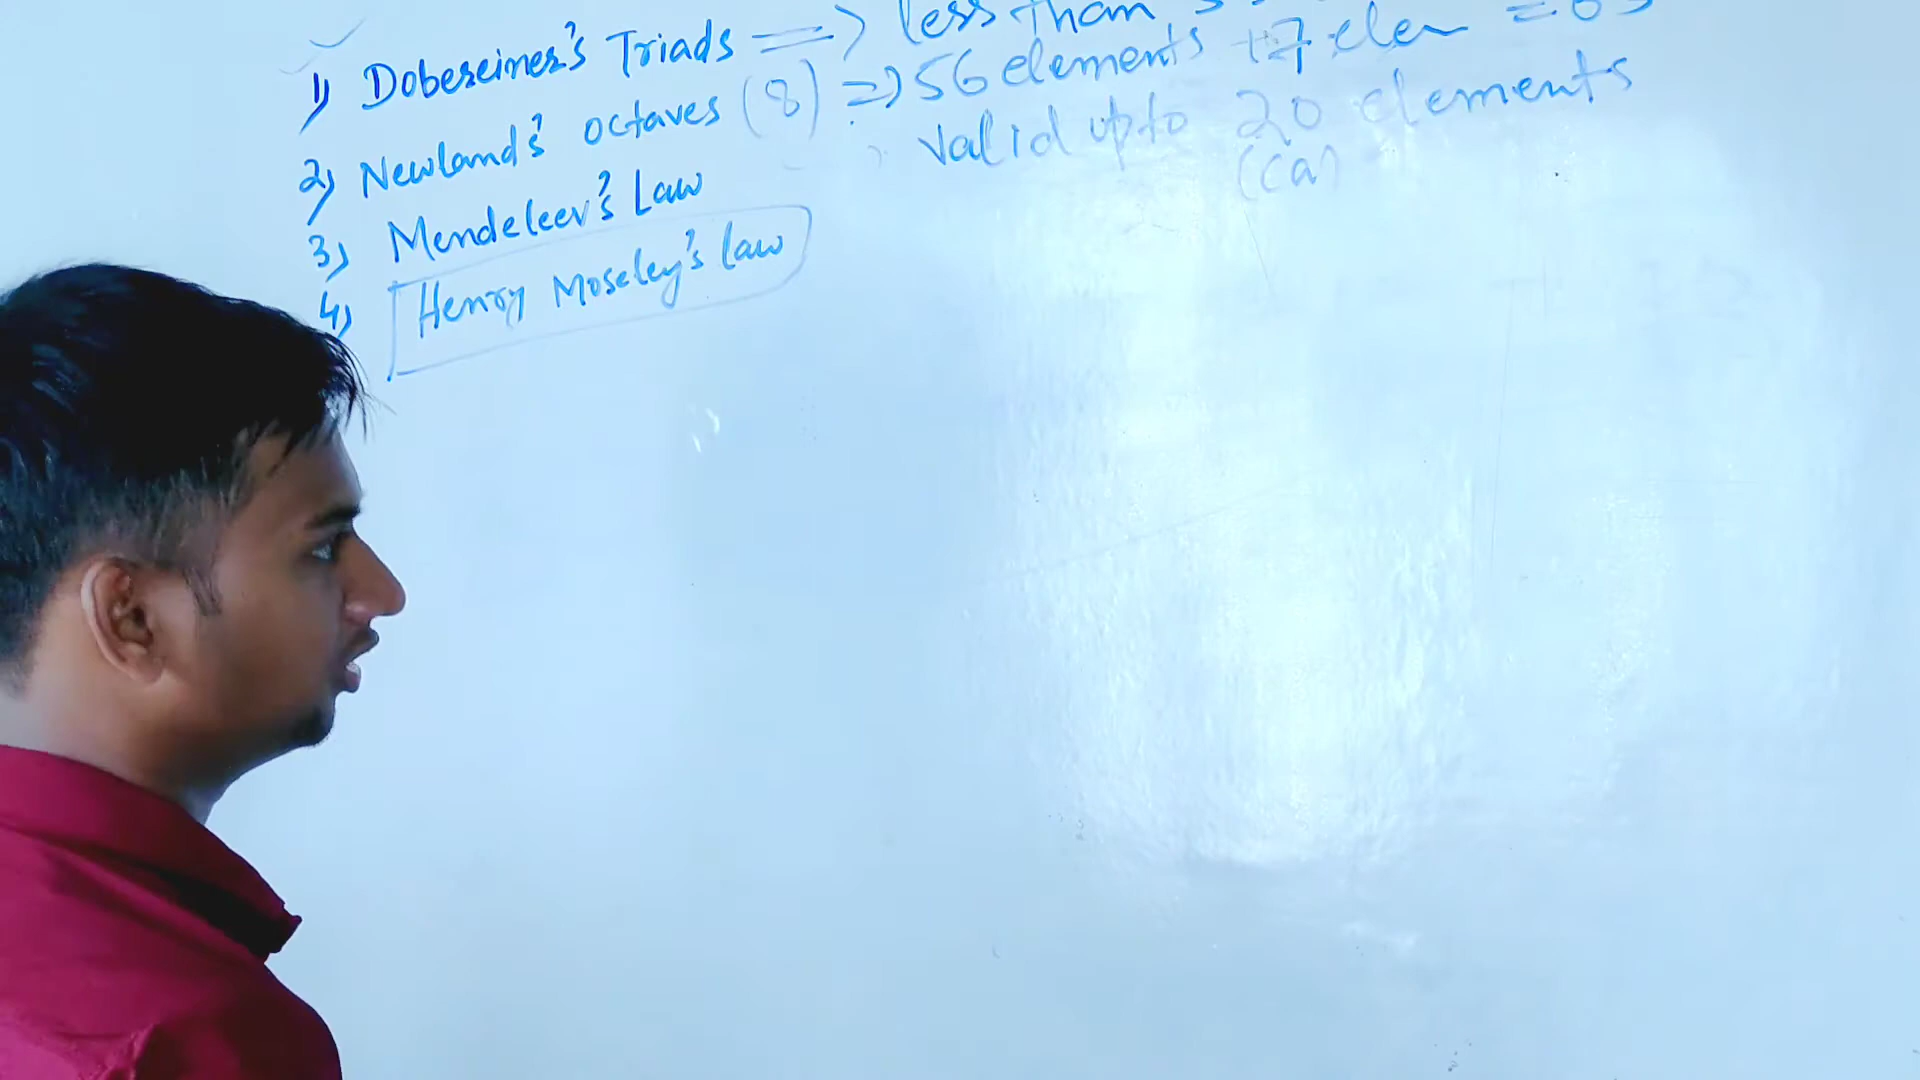 1) Dobereiner's Triads => less than
2) Newland's octaves (8) => 56 elements +7 elem = 63
valid upto 20 elements
(Ca)
3) Mendeleev's Law
4) Henry Moseley's law